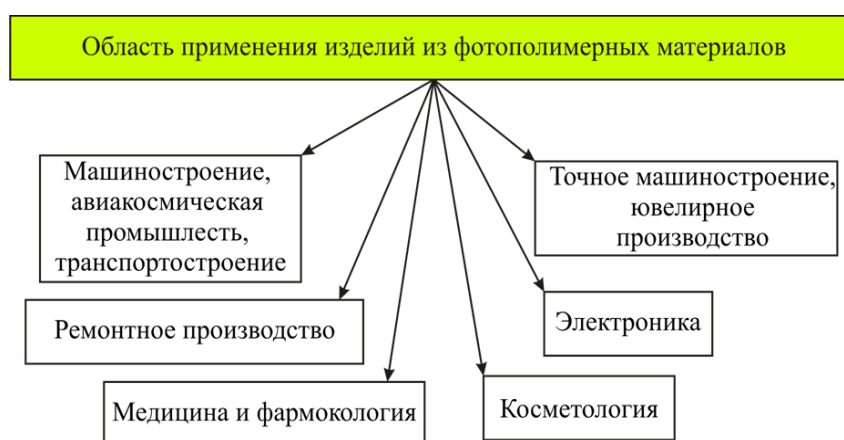 Область применения изделий из фотополимерных материалов
Машиностроение,
авиакосмическая
промышлесть,
транспортостроение
Точное машиностроение,
ювелирное
производство
Ремонтное производство
Электроника
Медицина и фармокология
Косметология